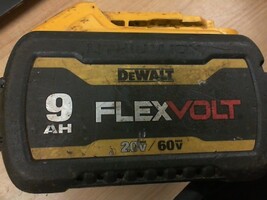 DEWALT
9
AH
FLEXVOLT
20V/60V